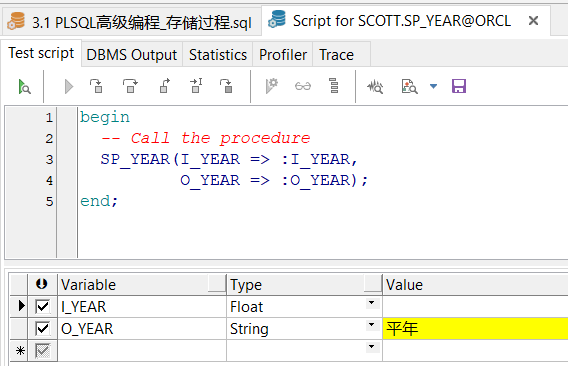 3.1 PLSQL高级编程_存储过程.sql Script for SCOTT.SP_YEAR@ORCL
Test script DBMS Output Statistics Profiler Trace
1 begin
2 -- Call the procedure
3 SP_YEAR(I_YEAR => :I_YEAR,
4 O_YEAR => :O_YEAR);
5 end;
Variable Type Value
I_YEAR Float
O_YEAR String 平年